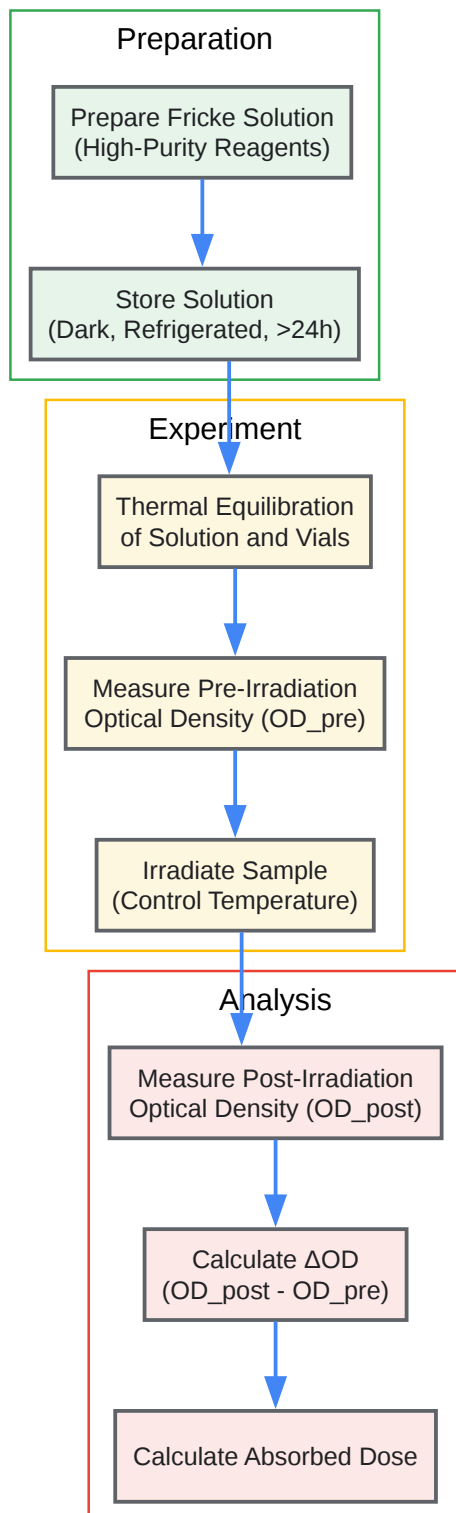 Preparation
Prepare Fricke Solution
(High-Purity Reagents)
Store Solution
(Dark, Refrigerated, >24h)
Experiment
Thermal Equilibration
of Solution and Vials
Measure Pre-Irradiation
Optical Density (OD_pre)
Irradiate Sample
(Control Temperature)
Analysis
Measure Post-Irradiation
Optical Density (OD_post)
Calculate ΔOD
(OD_post - OD_pre)
Calculate Absorbed Dose